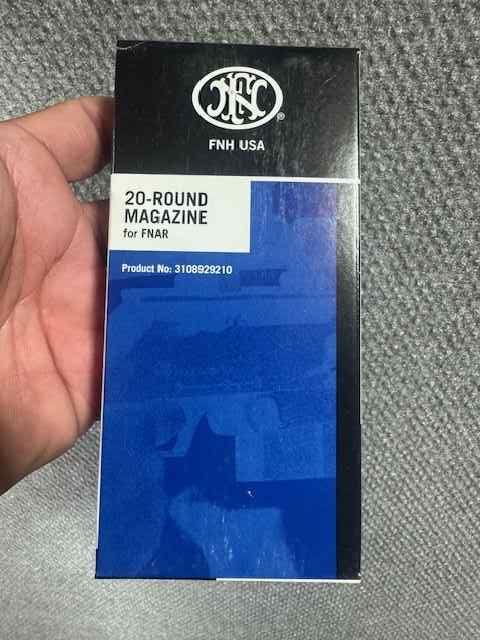 FN
®
FNH USA
20-ROUND
MAGAZINE
for FNAR
Product No: 3108929210